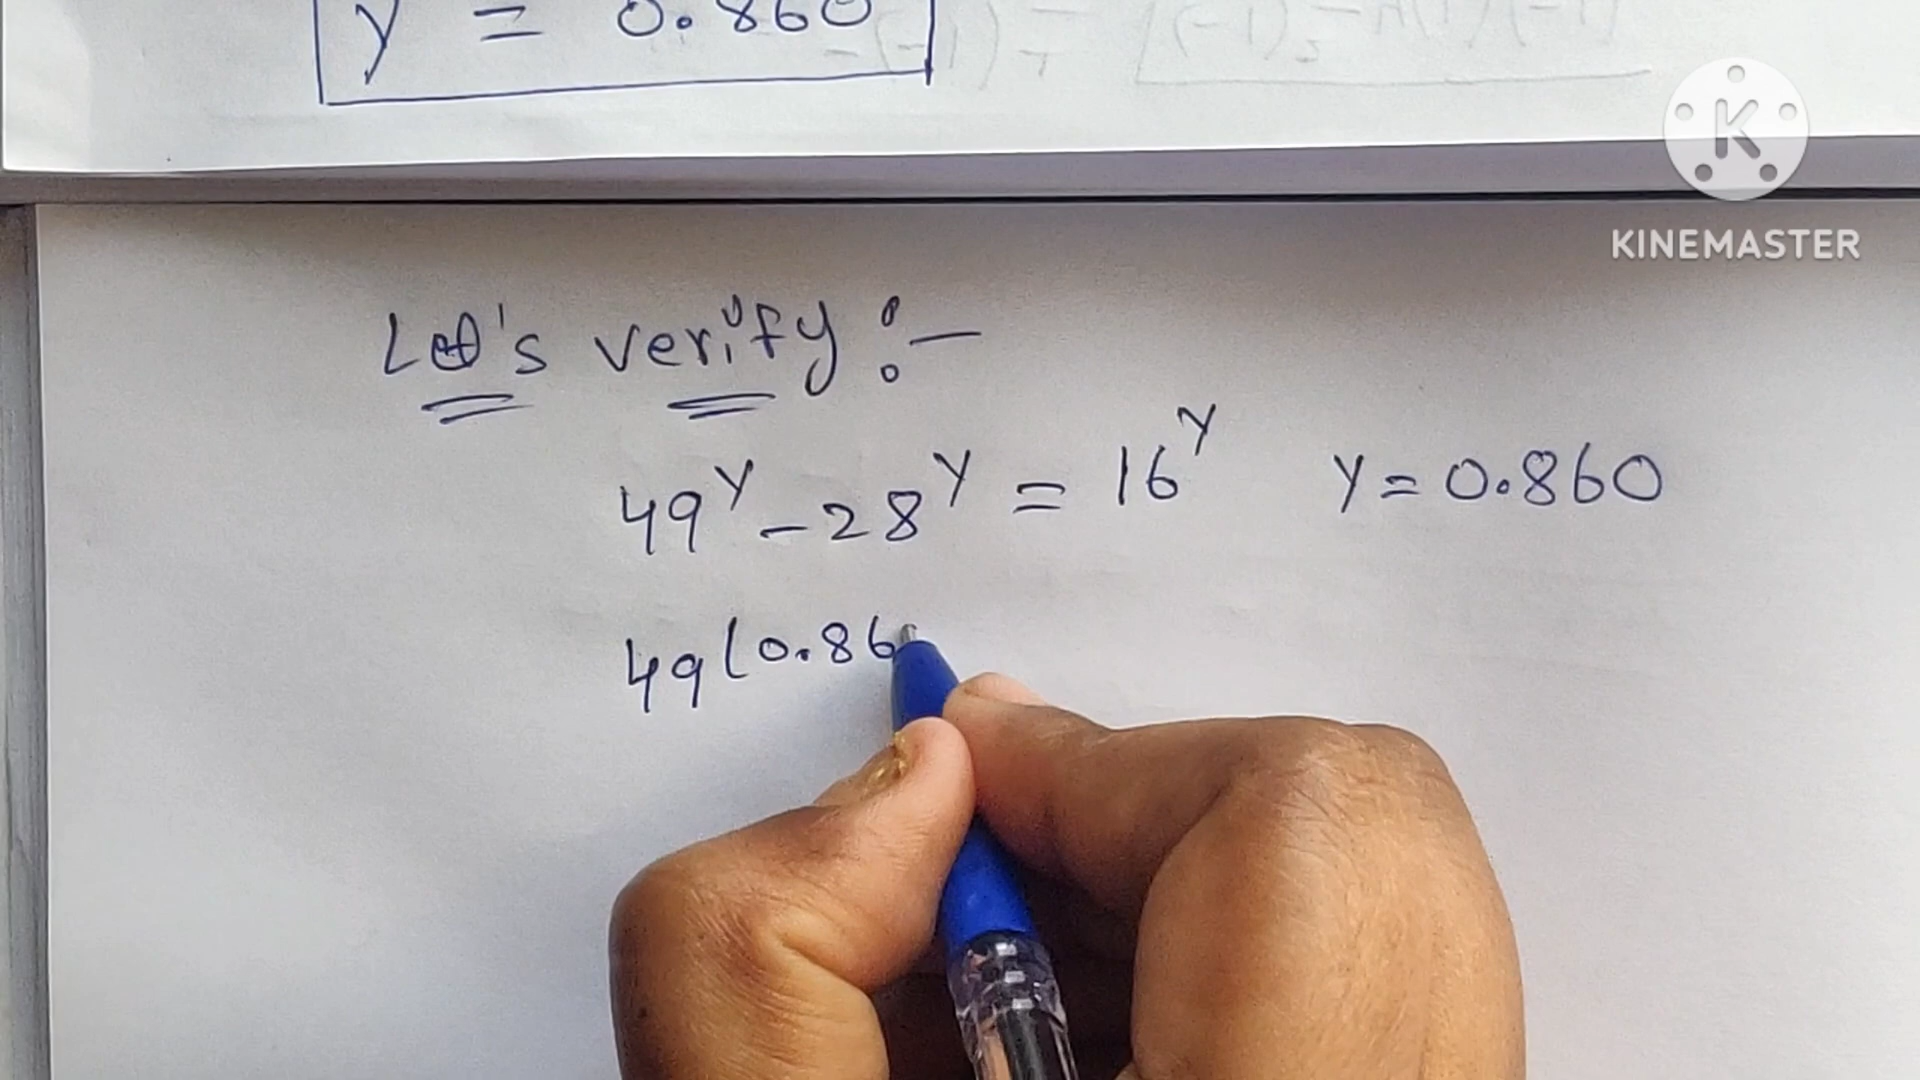 y = 0.860
KINEMASTER
Let's verify :-
49^y - 28^y = 16^y y = 0.860
49(0.86